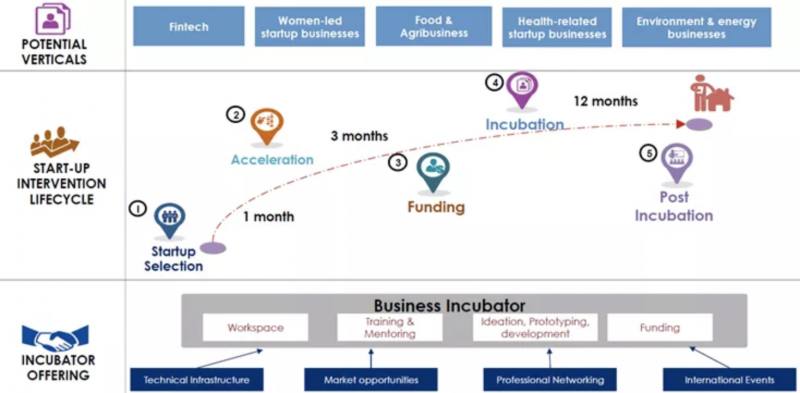 POTENTIAL
VERTICALS
Fintech
Women-led
startup businesses
Food &
Agribusiness
Health-related
startup businesses
Environment & energy
businesses
START-UP
INTERVENTION
LIFECYCLE
1
Startup
Selection
1 month
2
Acceleration
3 months
3
Funding
4
Incubation
12 months
5
Post
Incubation
INCUBATOR
OFFERING
Business Incubator
Workspace
Training &
Mentoring
Ideation, Prototyping,
development
Funding
Technical Infrastructure
Market opportunities
Professional Networking
International Events